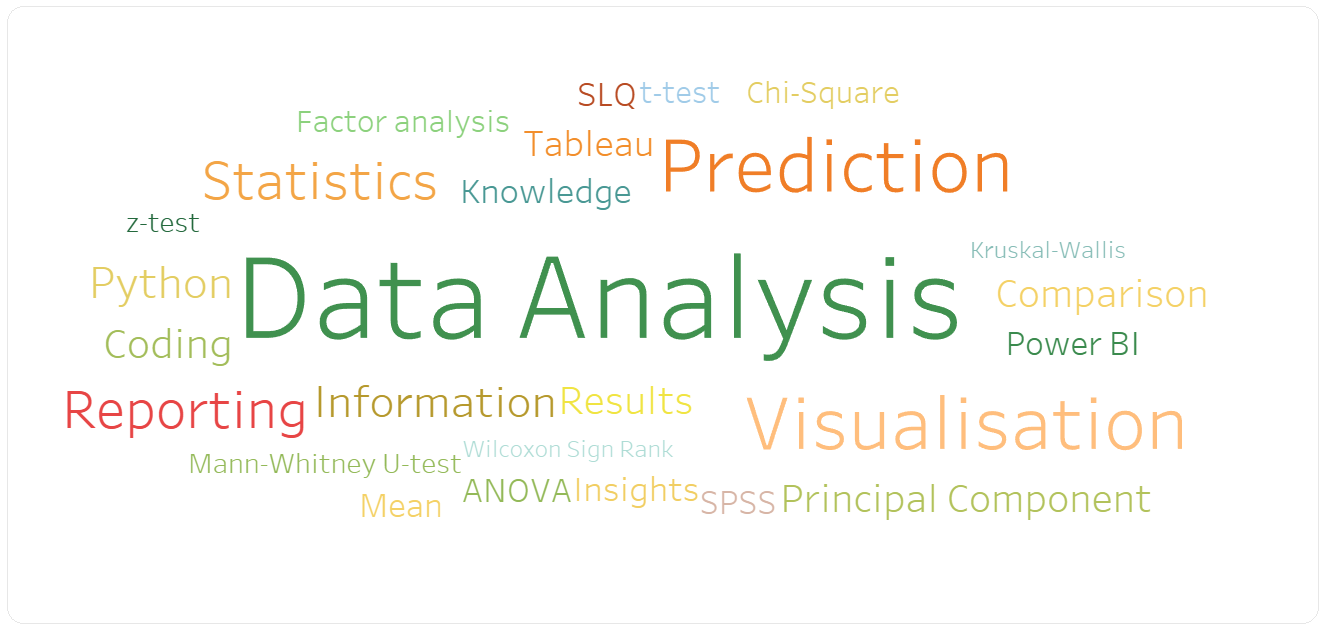 SLQ t-test Chi-Square
Factor analysis
Tableau
Prediction
Statistics
Knowledge
z-test
Kruskal-Wallis
Python
Data Analysis
Comparison
Coding
Power BI
Reporting
Information
Results
Visualisation
Wilcoxon Sign Rank
Mann-Whitney U-test
ANOVA
Insights
Mean
SPSS
Principal Component